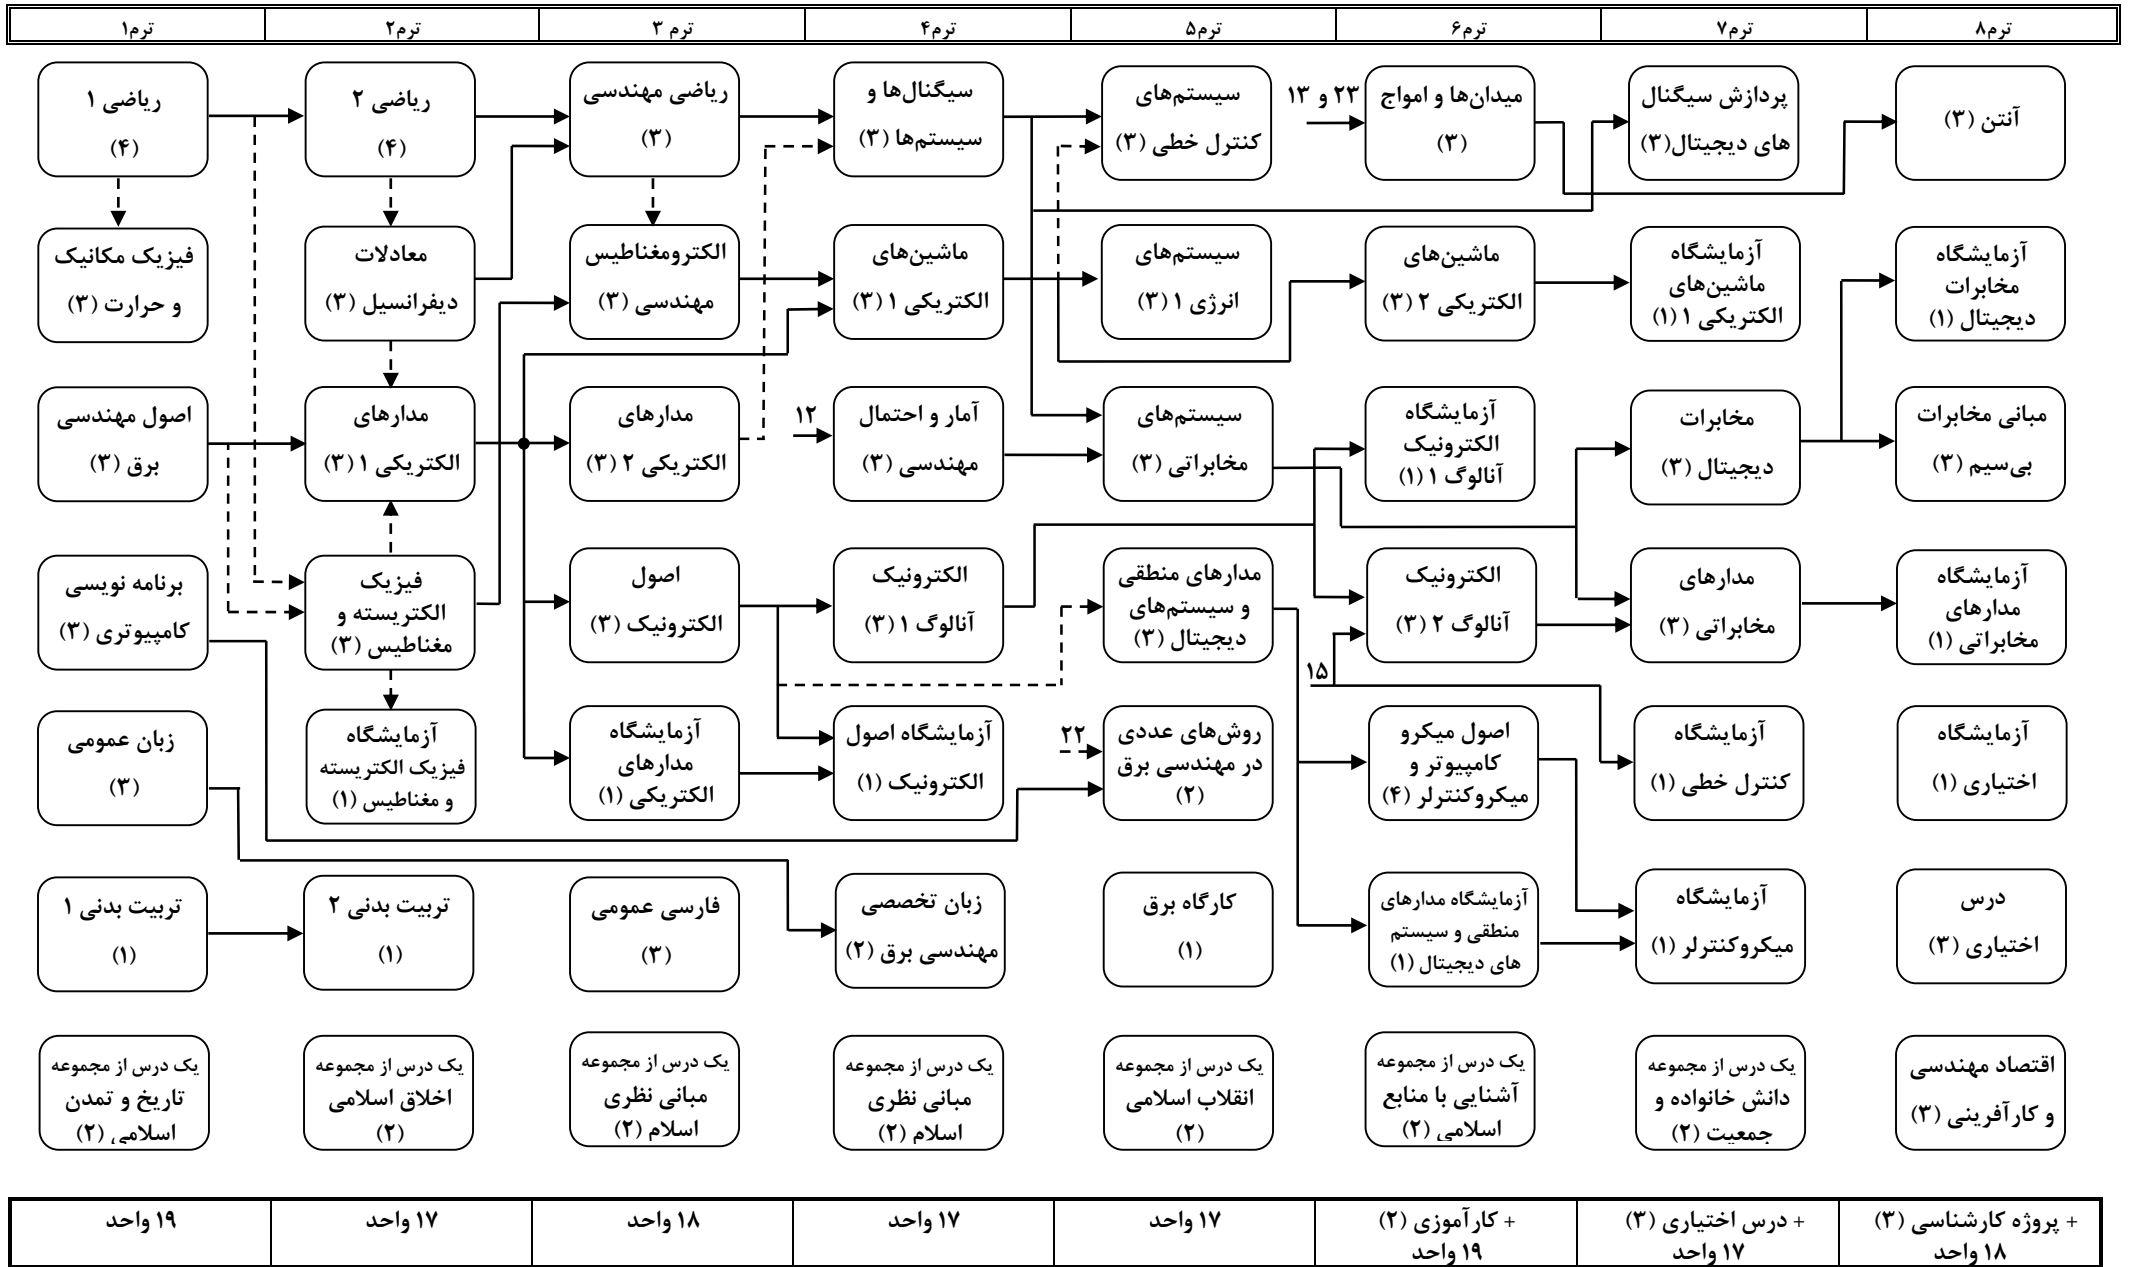 ترم۱
ترم۲
ترم ۳
ترم۴
ترم۵
ترم۶
ترم۷
ترم۸
ریاضی ۱
(۴)
ریاضی ۲
(۴)
ریاضی مهندسی
(۳)
سیگنال‌ها و
سیستم‌ها (۳)
سیستم‌های
کنترل خطی (۳)
۱۳ و ۲۳
میدان‌ها و امواج
(۳)
پردازش سیگنال
های دیجیتال(۳)
آنتن (۳)
فیزیک مکانیک
و حرارت (۳)
معادلات
دیفرانسیل (۳)
الکترومغناطیس
مهندسی (۳)
ماشین‌های
الکتریکی ۱ (۳)
سیستم‌های
انرژی ۱ (۳)
ماشین‌های
الکتریکی ۲ (۳)
آزمایشگاه
ماشین‌های
الکتریکی ۱ (۱)
آزمایشگاه
مخابرات
دیجیتال (۱)
اصول مهندسی
برق (۳)
مدارهای
الکتریکی ۱ (۳)
مدارهای
الکتریکی ۲ (۳)
۱۲
آمار و احتمال
مهندسی (۳)
سیستم‌های
مخابراتی (۳)
آزمایشگاه
الکترونیک
آنالوگ ۱ (۱)
مخابرات
دیجیتال (۳)
مبانی مخابرات
بی‌سیم (۳)
برنامه نویسی
کامپیوتری (۳)
فیزیک
الکتریسته و
مغناطیس (۳)
اصول
الکترونیک (۳)
الکترونیک
آنالوگ ۱ (۳)
مدارهای منطقی
و سیستم‌های
دیجیتال (۳)
الکترونیک
آنالوگ ۲ (۳)
۱۵
مدارهای
مخابراتی (۳)
آزمایشگاه
مدارهای
مخابراتی (۱)
زبان عمومی
(۳)
آزمایشگاه
فیزیک الکتریسته
و مغناطیس (۱)
آزمایشگاه
مدارهای
الکتریکی (۱)
آزمایشگاه اصول
الکترونیک (۱)
۲۲
روش‌های عددی
در مهندسی برق
(۲)
اصول میکرو
کامپیوتر و
میکروکنترلر (۴)
آزمایشگاه
کنترل خطی (۱)
آزمایشگاه
اختیاری (۱)
تربیت بدنی ۱
(۱)
تربیت بدنی ۲
(۱)
فارسی عمومی
(۳)
زبان تخصصی
مهندسی برق (۲)
کارگاه برق
(۱)
آزمایشگاه مدارهای
منطقی و سیستم
های دیجیتال (۱)
آزمایشگاه
میکروکنترلر (۱)
درس
اختیاری (۳)
یک درس از مجموعه
تاریخ و تمدن
اسلامی (۲)
یک درس از مجموعه
اخلاق اسلامی
(۲)
یک درس از مجموعه
مبانی نظری
اسلام (۲)
یک درس از مجموعه
مبانی نظری
اسلام (۲)
یک درس از مجموعه
انقلاب اسلامی
(۲)
یک درس از مجموعه
آشنایی با منابع
اسلامی (۲)
یک درس از مجموعه
دانش خانواده و
جمعیت (۲)
اقتصاد مهندسی
و کارآفرینی (۳)
۱۹ واحد
۱۷ واحد
۱۸ واحد
۱۷ واحد
۱۷ واحد
+ کارآموزی (۲)
۱۹ واحد
+ درس اختیاری (۳)
۱۷ واحد
+ پروژه کارشناسی (۳)
۱۸ واحد